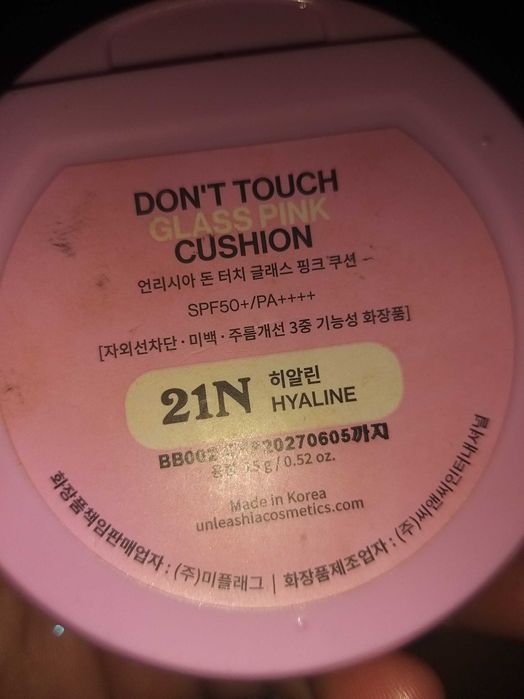 DON'T TOUCH
GLASS PINK
CUSHION
언리시아 돈 터치 글래스 핑크 쿠션
SPF50+/PA++++
[자외선차단·미백·주름개선 3중 기능성 화장품]
21N 히알린
HYALINE
BB002 20270605까지
용량 15 g / 0.52 oz.
Made in Korea
unleashiacosmetics.com
화장품책임판매업자 : (주)미플래그 | 화장품제조업자 : (주)씨앤씨인터내셔널